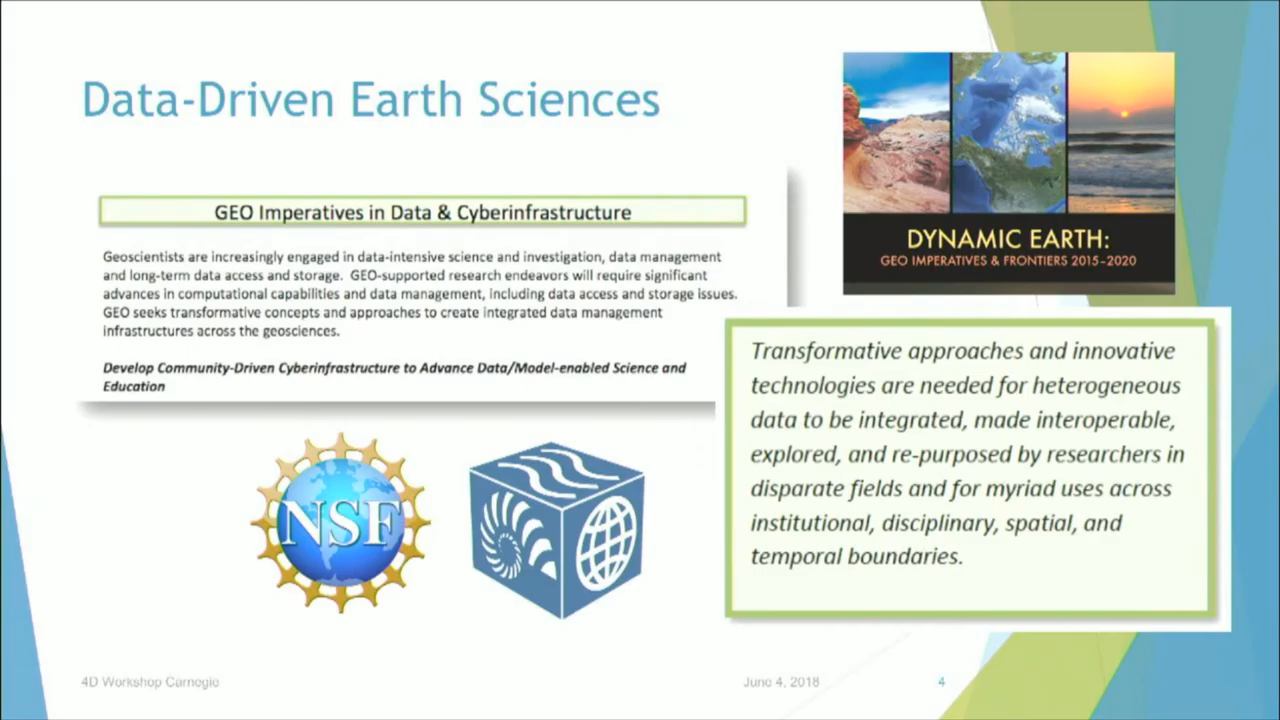 Data-Driven Earth Sciences
GEO Imperatives in Data & Cyberinfrastructure
Geoscientists are increasingly engaged in data-intensive science and investigation, data management
and long-term data access and storage. GEO-supported research endeavors will require significant
advances in computational capabilities and data management, including data access and storage issues.
GEO seeks transformative concepts and approaches to create integrated data management
infrastructures across the geosciences.
Develop Community-Driven Cyberinfrastructure to Advance Data/Model-enabled Science and
Education
NSF
DYNAMIC EARTH:
GEO IMPERATIVES & FRONTIERS 2015–2020
Transformative approaches and innovative
technologies are needed for heterogeneous
data to be integrated, made interoperable,
explored, and re-purposed by researchers in
disparate fields and for myriad uses across
institutional, disciplinary, spatial, and
temporal boundaries.
4D Workshop Carnegie
June 4, 2018
4